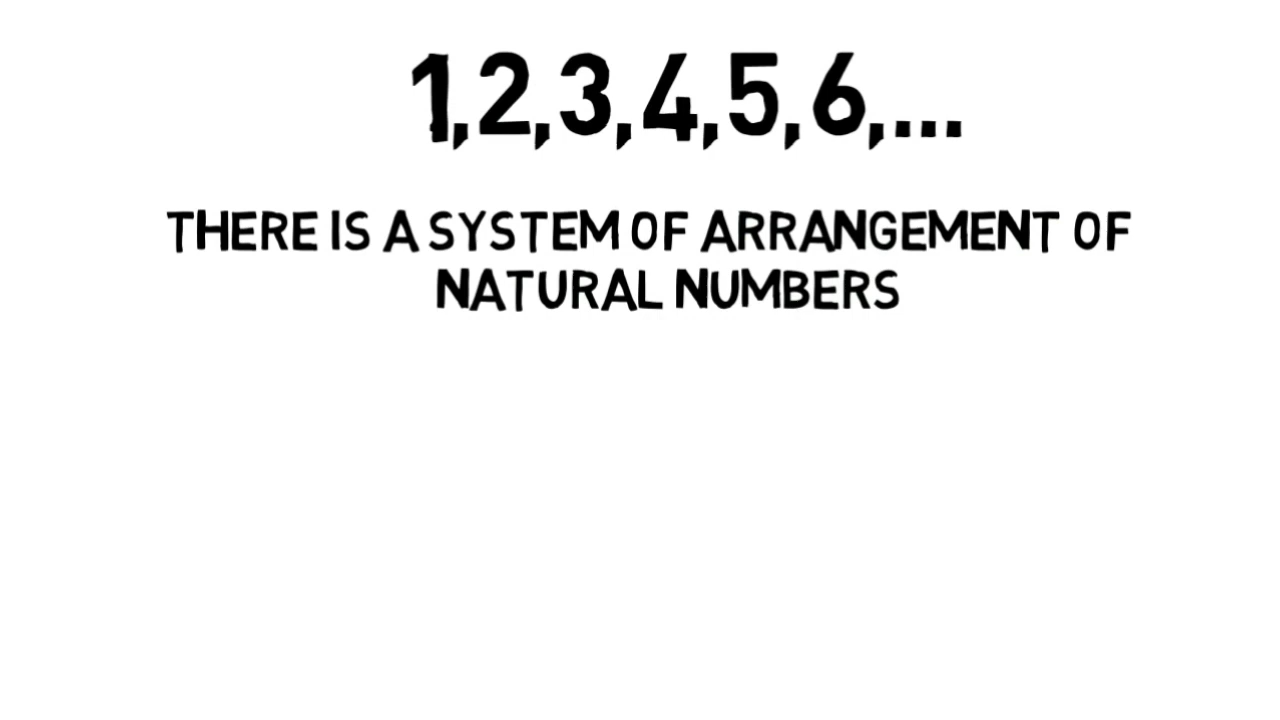 1,2,3,4,5,6,...
THERE IS A SYSTEM OF ARRANGEMENT OF
NATURAL NUMBERS